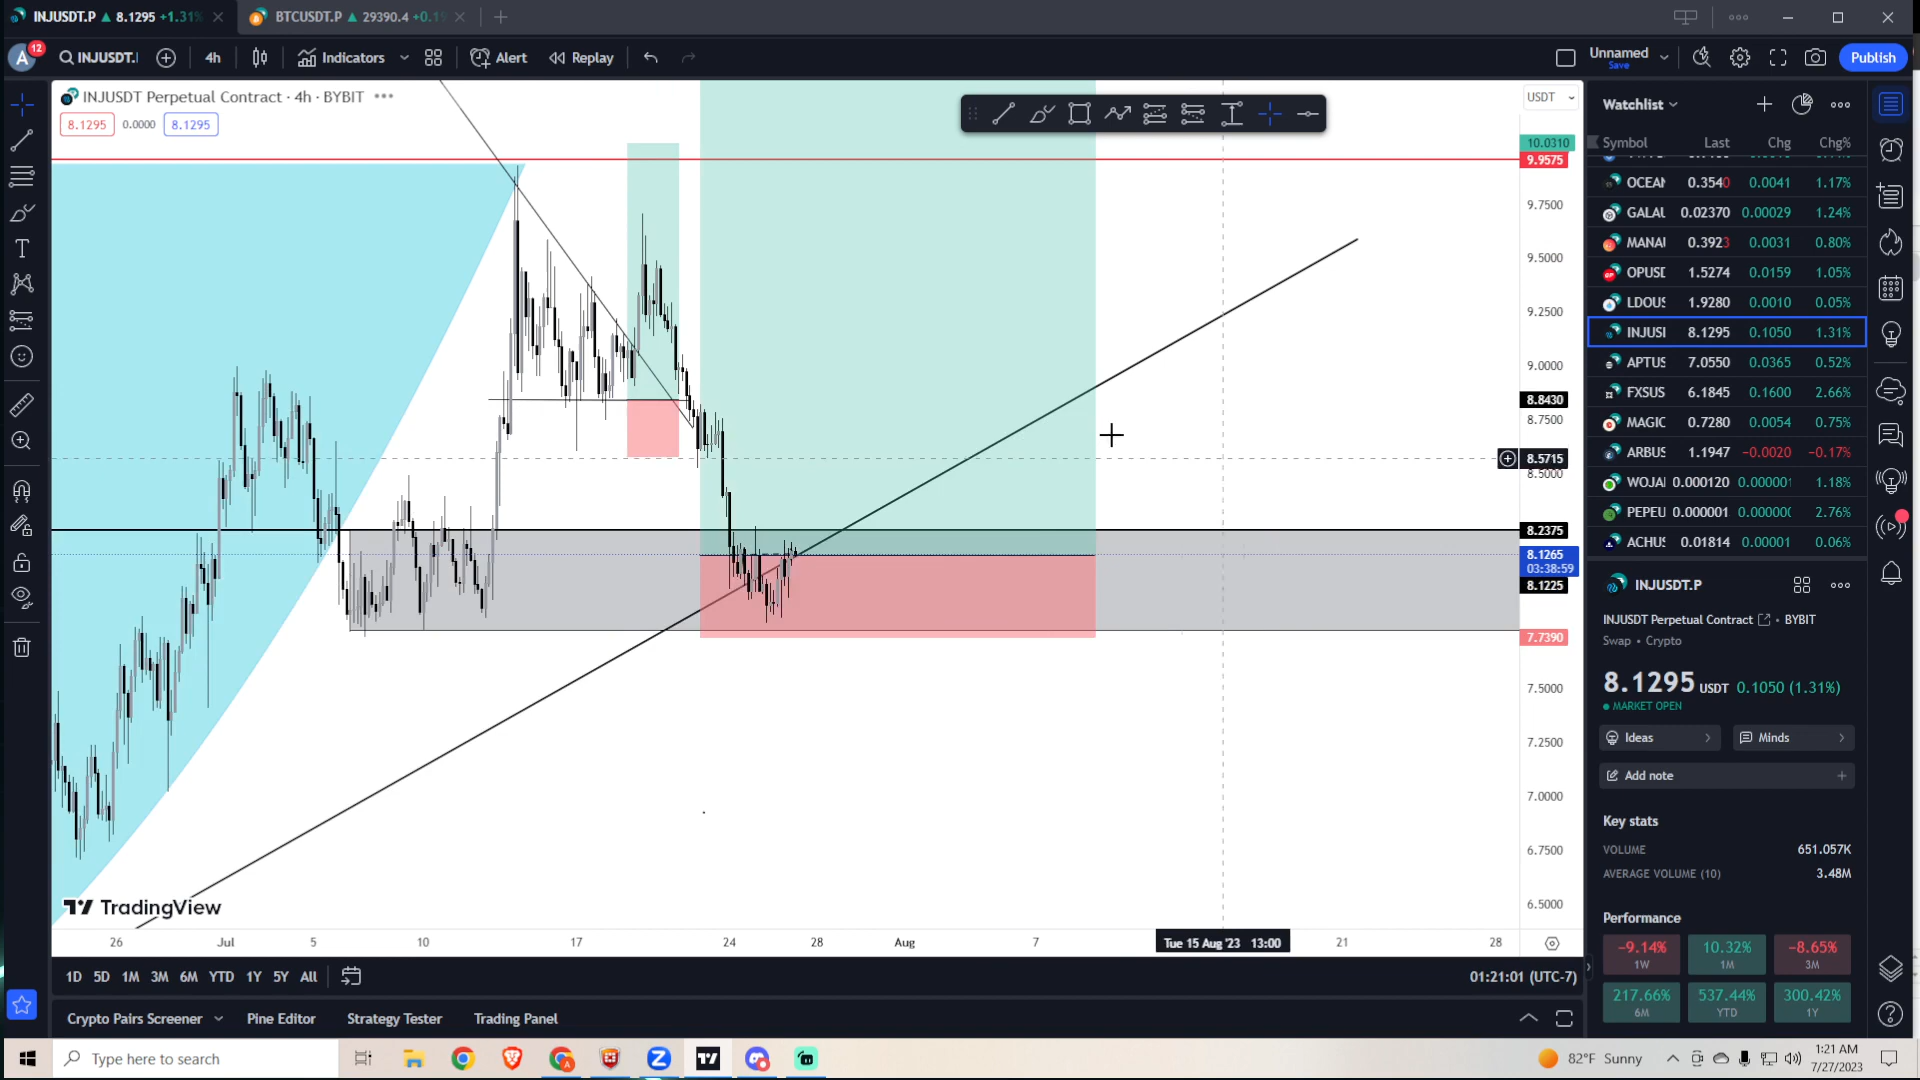 INJUSDT.P ▲ 8.1295 +1.31%
BTCUSDT.P ▲ 29390.4 +0.1
A 12 INJUSDT. 4h Indicators Alert Replay
Unnamed
Save
Publish
INJUSDT Perpetual Contract · 4h · BYBIT
8.1295 0.0000 8.1295
USDT
10.0310
9.9575
9.7500
9.5000
9.2500
9.0000
8.8430
8.7500
8.5715
8.5000
8.2375
8.1265
03:38:59
8.1225
7.7390
7.5000
7.2500
7.0000
6.7500
6.5000
TradingView
26 Jul 5 10 17 24 28 Aug 7 Tue 15 Aug '23 13:00 21 28
1D 5D 1M 3M 6M YTD 1Y 5Y All
01:21:01 (UTC-7)
Crypto Pairs Screener Pine Editor Strategy Tester Trading Panel
Watchlist
Symbol Last Chg Chg%
OCEAN 0.3540 0.0041 1.17%
GALAU 0.02370 0.00029 1.24%
MANAI 0.3923 0.0031 0.80%
OPUSD 1.5274 0.0159 1.05%
LDOUS 1.9280 0.0010 0.05%
INJUSI 8.1295 0.1050 1.31%
APTUS 7.0550 0.0365 0.52%
FXSUS 6.1845 0.1600 2.66%
MAGIC 0.7280 0.0054 0.75%
ARBUS 1.1947 −0.0020 −0.17%
WOJAI 0.000120 0.000001 1.18%
PEPEU 0.000001 0.000000 2.76%
ACHUS 0.01814 0.00001 0.06%
INJUSDT.P
INJUSDT Perpetual Contract • BYBIT
Swap • Crypto
8.1295 USDT 0.1050 (1.31%)
MARKET OPEN
Ideas
Minds
Add note
Key stats
VOLUME 651.057K
AVERAGE VOLUME (10) 3.48M
Performance
−9.14% 10.32% −8.65%
1W 1M 3M
217.66% 537.44% 300.42%
6M YTD 1Y
Type here to search
82°F Sunny
1:21 AM
7/27/2023